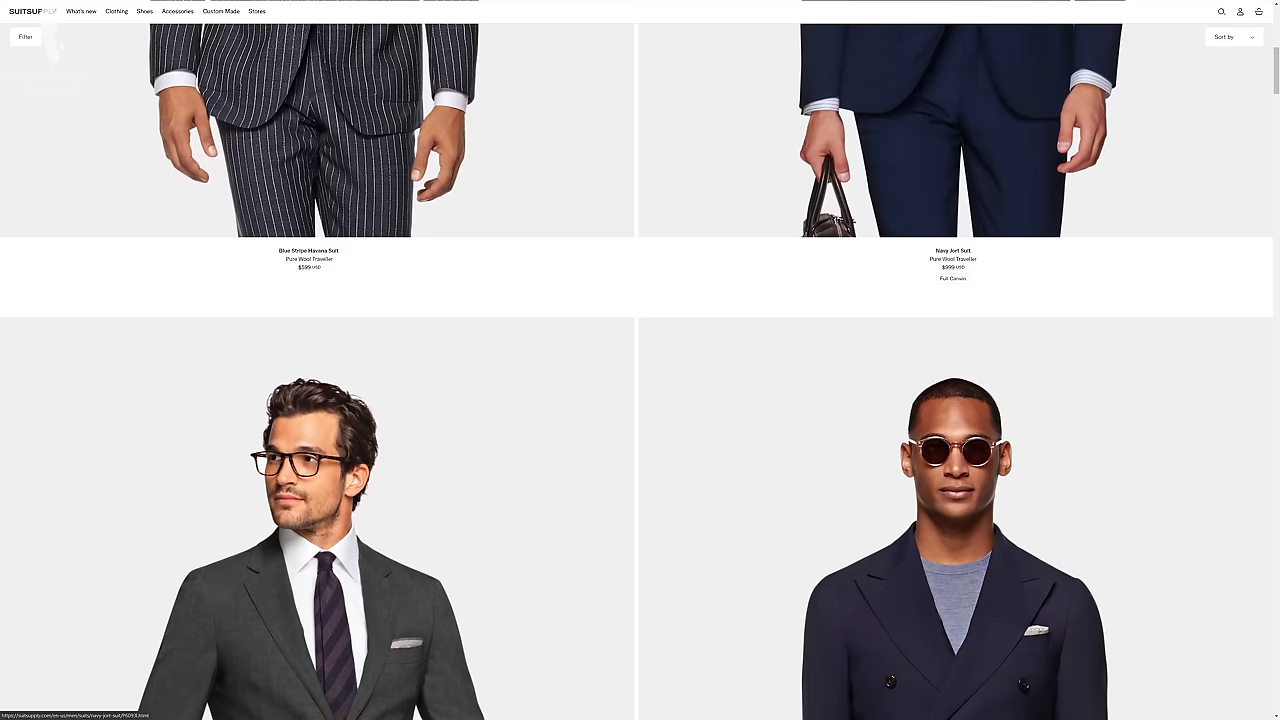 SUITSUPPLY What's new Clothing Shoes Accessories Custom Made Stores
Filter
Sort by
Blue Stripe Havana Suit
Pure Wool Traveller
$599 USD
Navy Jort Suit
Pure Wool Traveller
$999 USD
Full Canvas